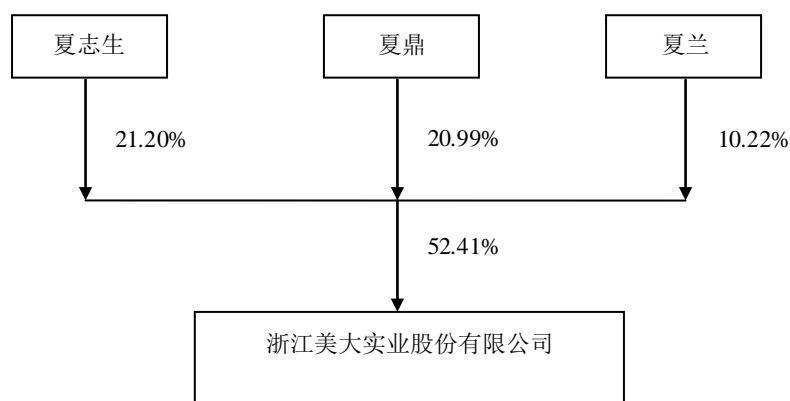 夏志生
夏鼎
夏兰
21.20%
20.99%
10.22%
52.41%
浙江美大实业股份有限公司